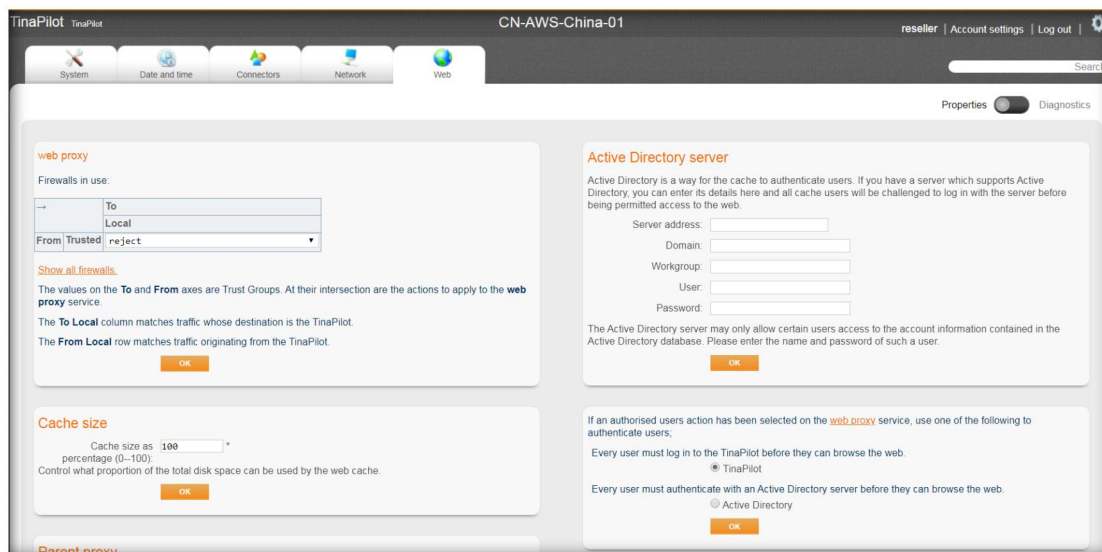 TinaPilot TinaPilot
CN-AWS-China-01
reseller | Account settings | Log out |
System
Date and time
Connectors
Network
Web
Search
Properties
Diagnostics
web proxy
Firewalls in use:
→ To
Local
From Trusted reject
Show all firewalls.
The values on the To and From axes are Trust Groups. At their intersection are the actions to apply to the web
proxy service.
The To Local column matches traffic whose destination is the TinaPilot.
The From Local row matches traffic originating from the TinaPilot.
OK
Active Directory server
Active Directory is a way for the cache to authenticate users. If you have a server which supports Active
Directory, you can enter its details here and all cache users will be challenged to log in with the server before
being permitted access to the web.
Server address:
Domain:
Workgroup:
User:
Password:
The Active Directory server may only allow certain users access to the account information contained in the
Active Directory database. Please enter the name and password of such a user.
OK
Cache size
Cache size as 100 *
percentage (0--100):
Control what proportion of the total disk space can be used by the web cache.
OK
If an authorised users action has been selected on the web proxy service, use one of the following to
authenticate users;
Every user must log in to the TinaPilot before they can browse the web.
TinaPilot
Every user must authenticate with an Active Directory server before they can browse the web.
Active Directory
OK
Parent proxy